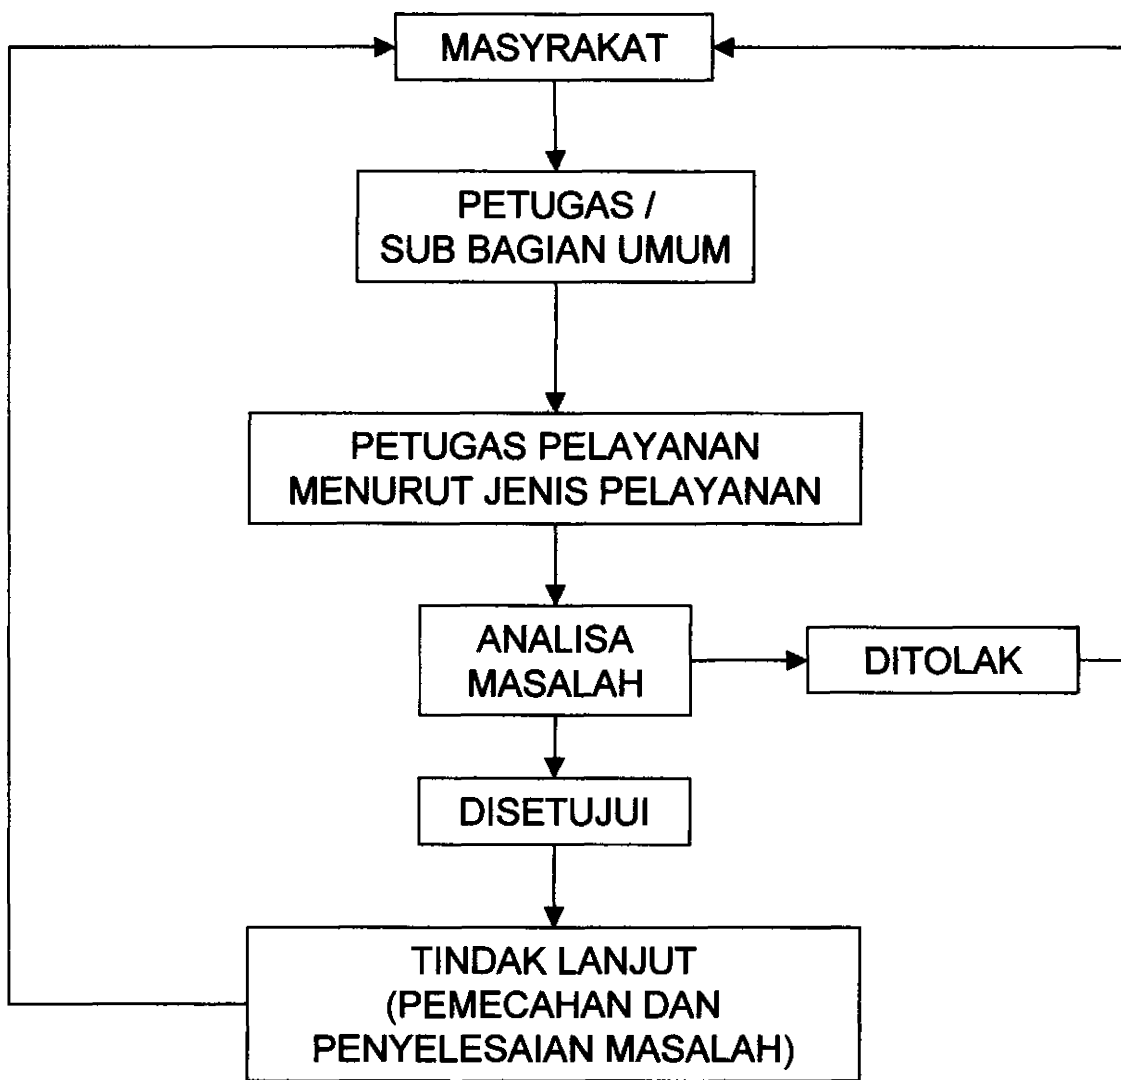 MASYRAKAT
PETUGAS /
SUB BAGIAN UMUM
PETUGAS PELAYANAN
MENURUT JENIS PELAYANAN
ANALISA
MASALAH
DITOLAK
DISETUJUI
TINDAK LANJUT
(PEMECAHAN DAN
PENYELESAIAN MASALAH)